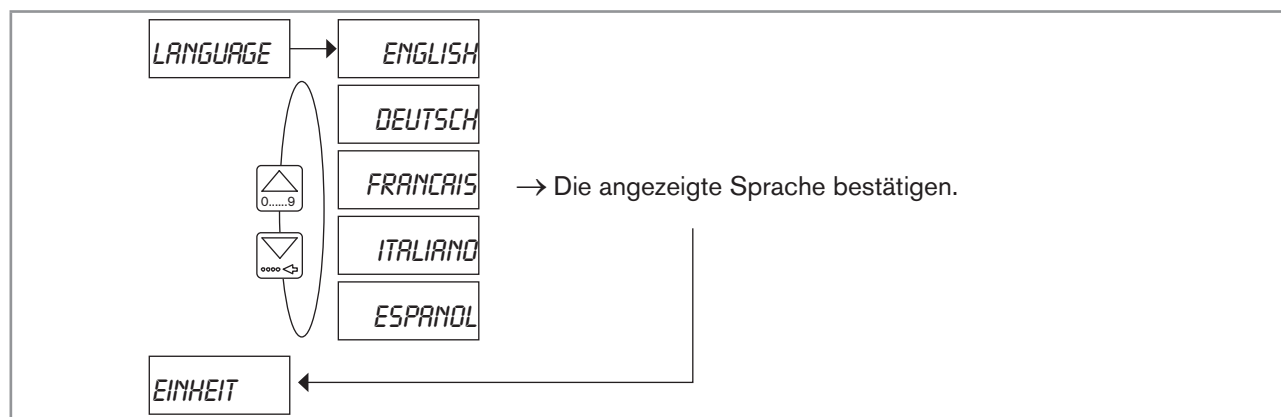 LANGUAGE
ENGLISH
DEUTSCH
FRANCAIS
0......9
→ Die angezeigte Sprache bestätigen.
ITALIANO
ESPANOL
EINHEIT